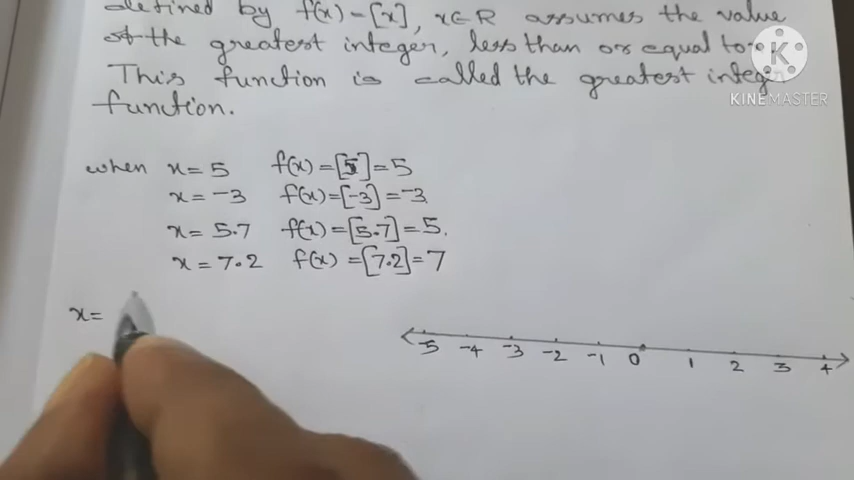 defined by f(x) = [x], x∈R assumes the value
of the greatest integer, less than or equal to
This function is called the greatest integ
function.
when x = 5 f(x) = [5] = 5
x = -3 f(x) = [-3] = -3
x = 5.7 f(x) = [5.7] = 5.
x = 7.2 f(x) = [7.2] = 7
x =
-5 -4 -3 -2 -1 0 1 2 3 4
K
KINEMASTER